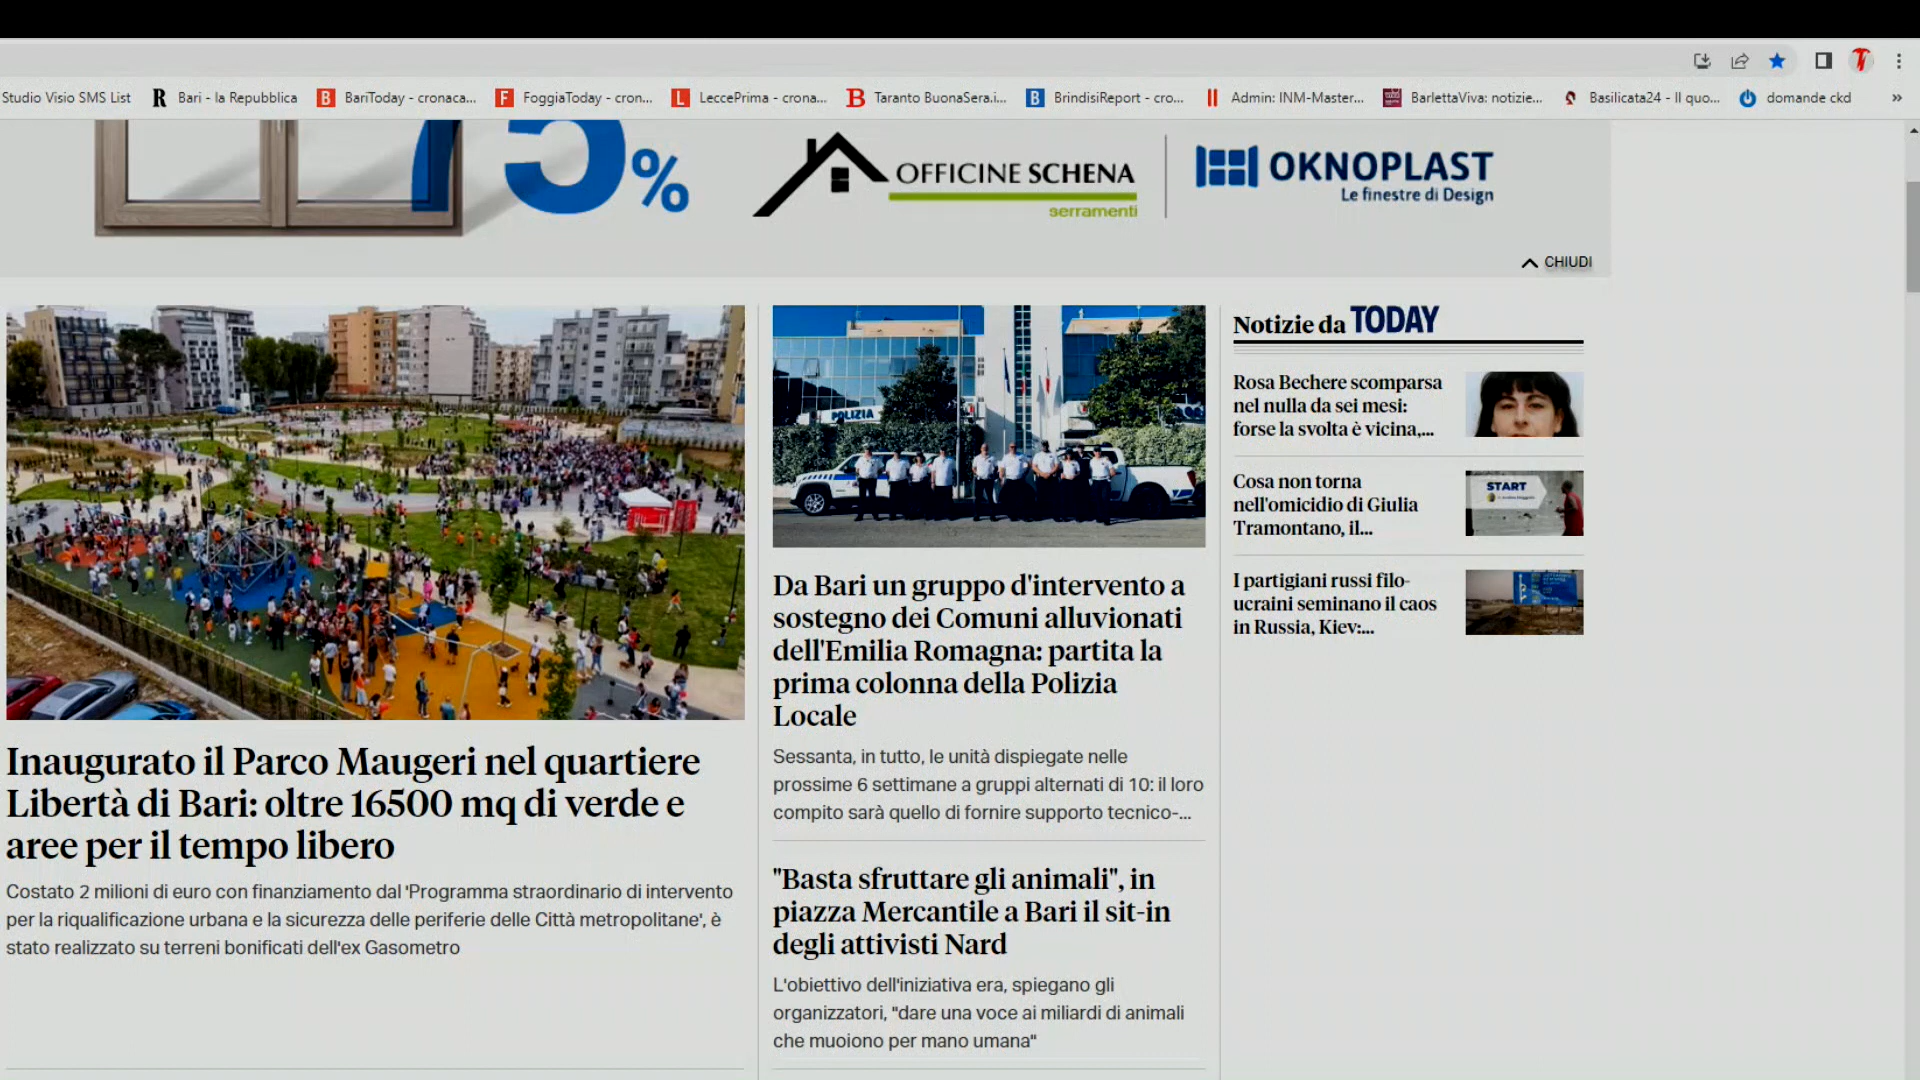 Studio Visio SMS List
Bari - la Repubblica
BariToday - cronaca...
FoggiaToday - cron...
LeccePrima - crona...
Taranto BuonaSera.i...
BrindisiReport - cro...
Admin: INM-Master...
BarlettaViva: notizie...
Basilicata24 - Il quo...
domande ckd
75%
OFFICINE SCHENA
serramenti
OKNOPLAST
Le finestre di Design
CHIUDI
POLIZIA
Inaugurato il Parco Maugeri nel quartiere
Libertà di Bari: oltre 16500 mq di verde e
aree per il tempo libero
Costato 2 milioni di euro con finanziamento dal 'Programma straordinario di intervento
per la riqualificazione urbana e la sicurezza delle periferie delle Città metropolitane', è
stato realizzato su terreni bonificati dell'ex Gasometro
Da Bari un gruppo d'intervento a
sostegno dei Comuni alluvionati
dell'Emilia Romagna: partita la
prima colonna della Polizia
Locale
Sessanta, in tutto, le unità dispiegate nelle
prossime 6 settimane a gruppi alternati di 10: il loro
compito sarà quello di fornire supporto tecnico-...
"Basta sfruttare gli animali", in
piazza Mercantile a Bari il sit-in
degli attivisti Nard
L'obiettivo dell'iniziativa era, spiegano gli
organizzatori, "dare una voce ai miliardi di animali
che muoiono per mano umana"
Notizie da TODAY
Rosa Bechere scomparsa
nel nulla da sei mesi:
forse la svolta è vicina,...
Cosa non torna
nell'omicidio di Giulia
Tramontano, il...
START
I partigiani russi filo-
ucraini seminano il caos
in Russia, Kiev:...